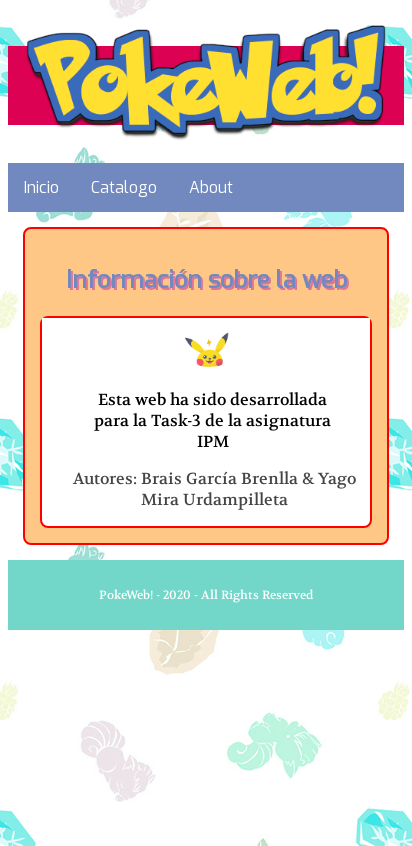 PokeWeb!
Inicio Catalogo About
Información sobre la web
Esta web ha sido desarrollada
para la Task-3 de la asignatura
IPM
Autores: Brais García Brenlla & Yago
Mira Urdampilleta
PokeWeb! - 2020 - All Rights Reserved